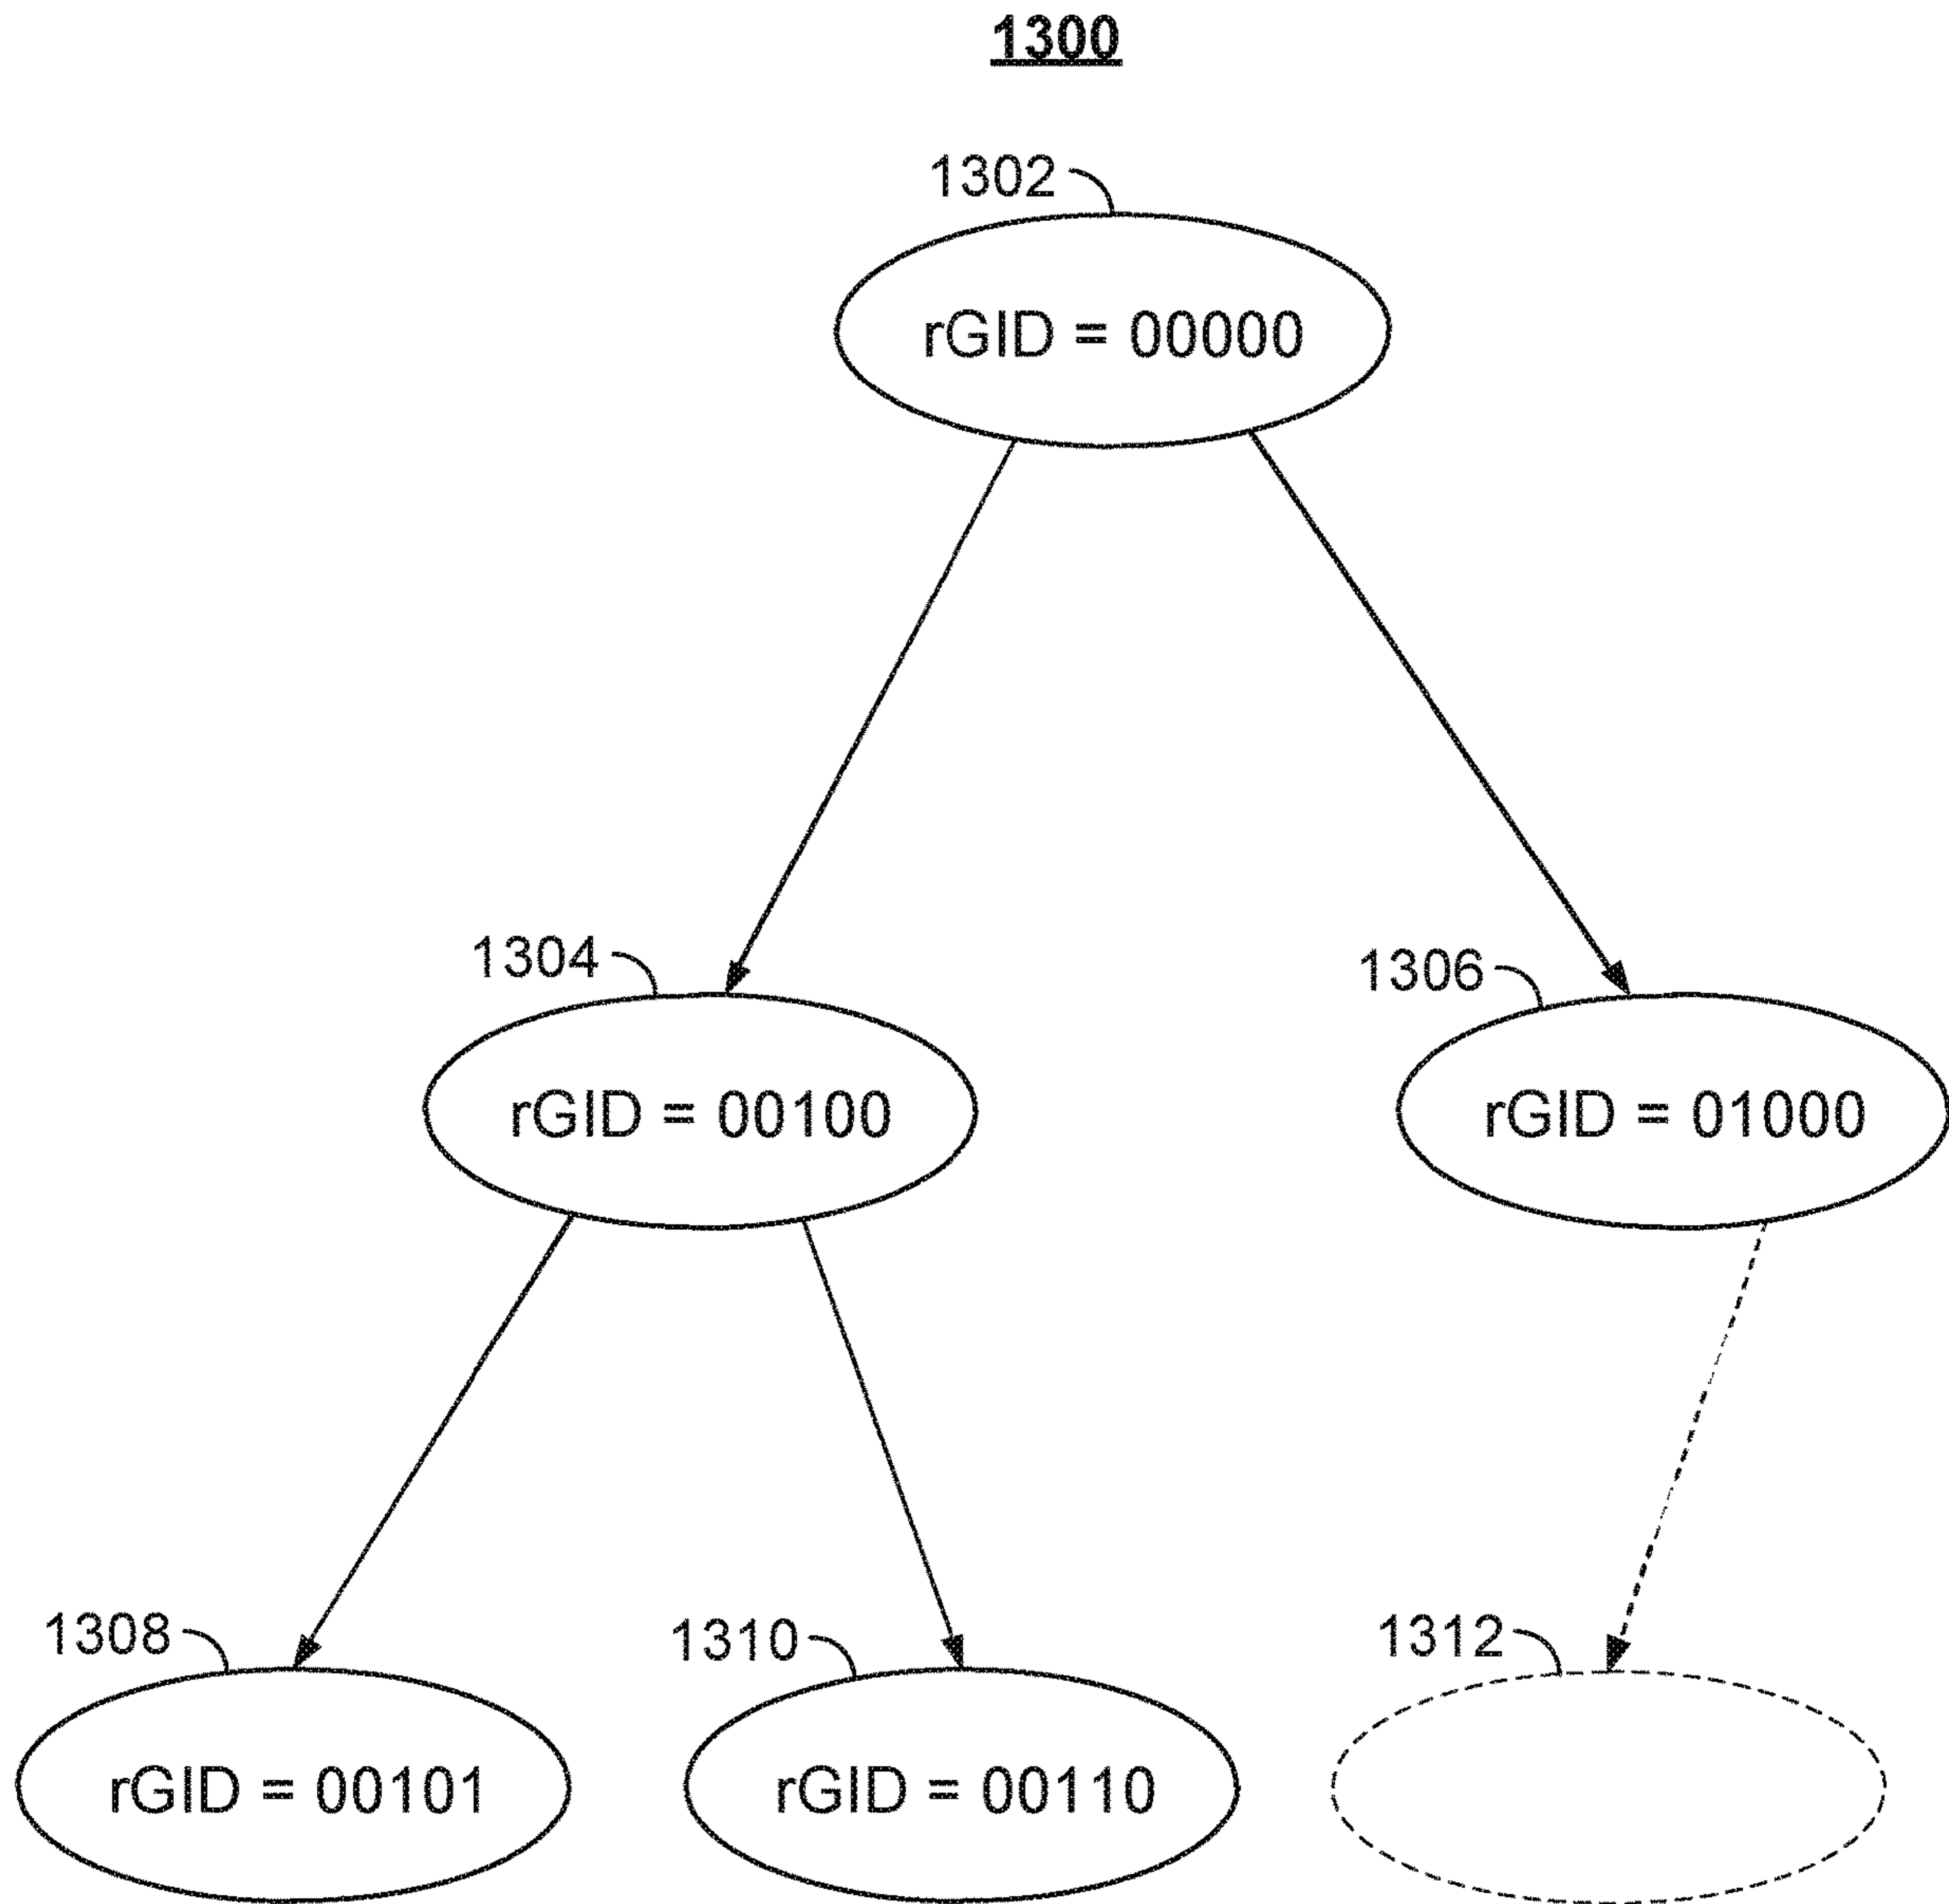 1300
1302
rGID = 00000
1304
1306
rGID = 00100
rGID = 01000
1308
1310
1312
rGID = 00101
rGID = 00110